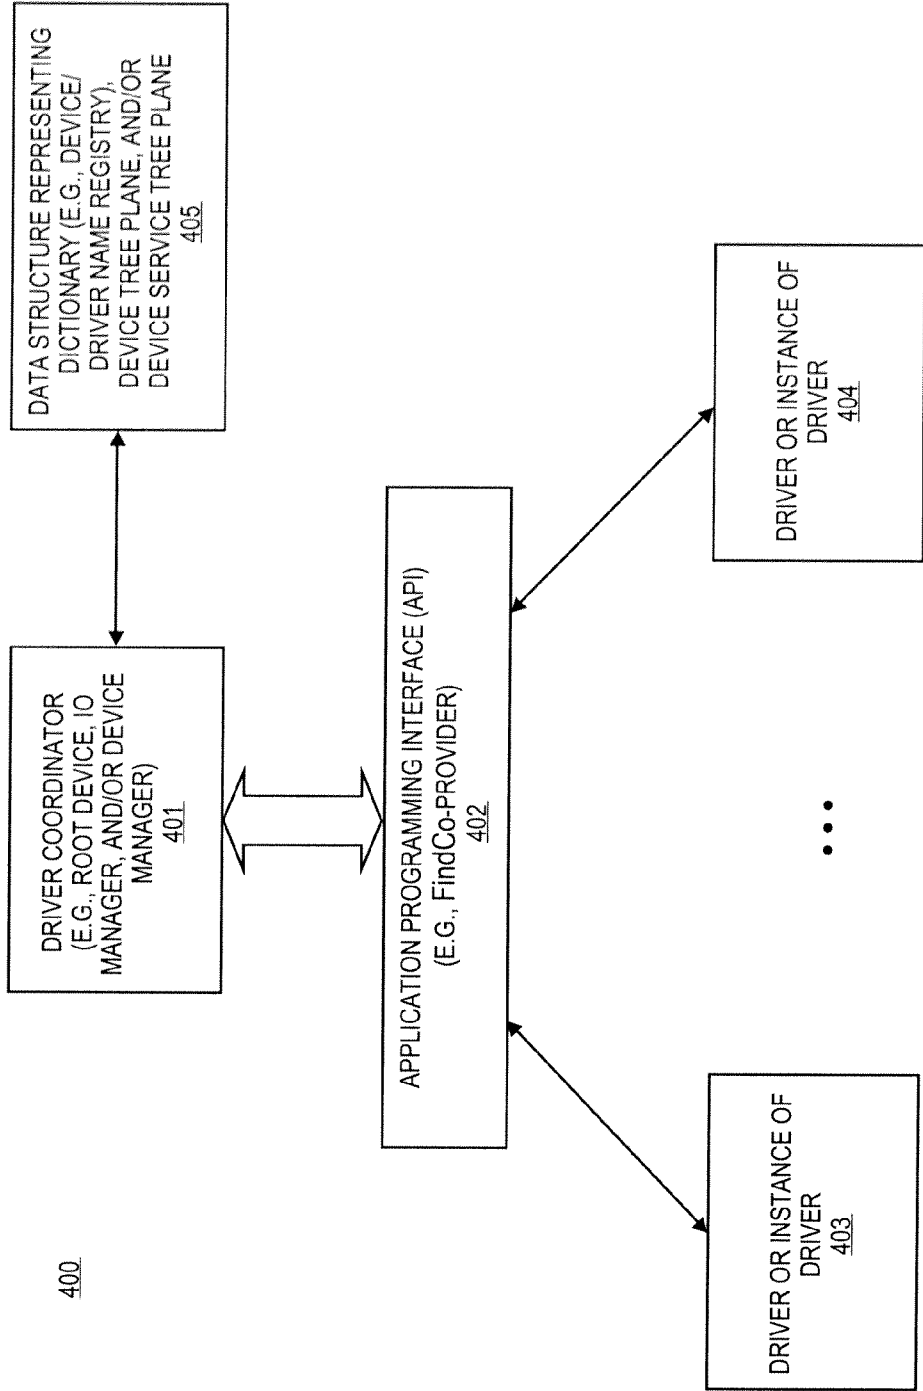 400
DRIVER COORDINATOR
(E.G., ROOT DEVICE, IO
MANAGER, AND/OR DEVICE
MANAGER)
401
DATA STRUCTURE REPRESENTING
DICTIONARY (E.G., DEVICE/
DRIVER NAME REGISTRY),
DEVICE TREE PLANE, AND/OR
DEVICE SERVICE TREE PLANE
405
APPLICATION PROGRAMMING INTERFACE (API)
(E.G., FindCo-PROVIDER)
402
DRIVER OR INSTANCE OF
DRIVER
403
DRIVER OR INSTANCE OF
DRIVER
404